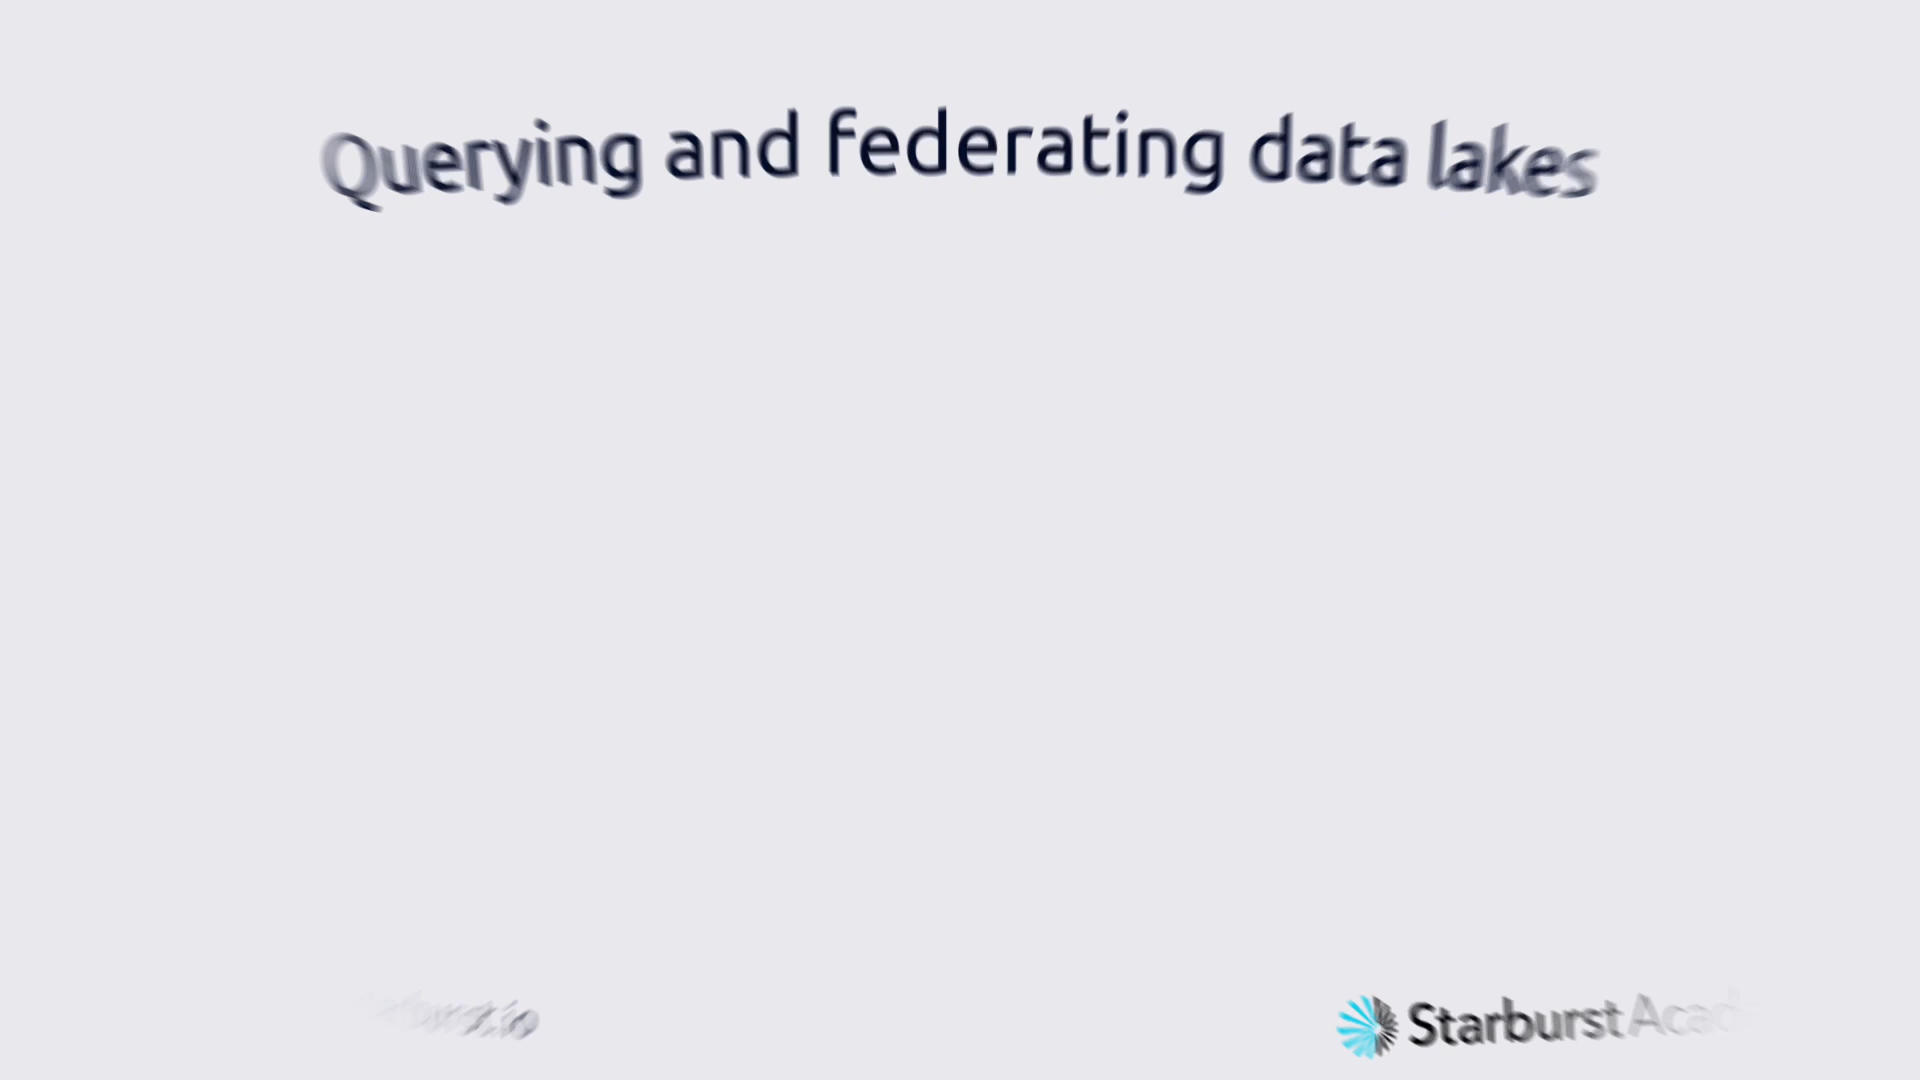 Querying and federating data lakes
Starburst